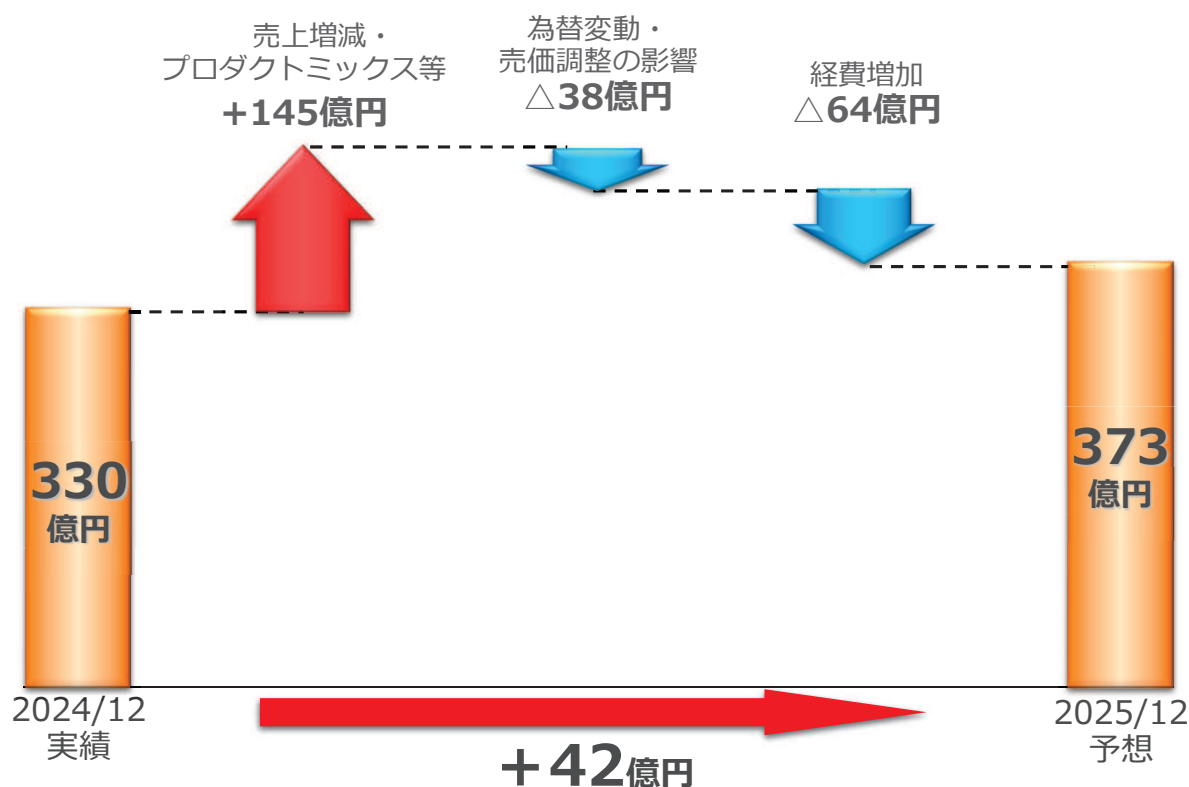 売上増減・
プロダクトミックス等
+145億円
為替変動・
売価調整の影響
△38億円
経費増加
△64億円
330
億円
373
億円
2024/12
実績
2025/12
予想
+42億円